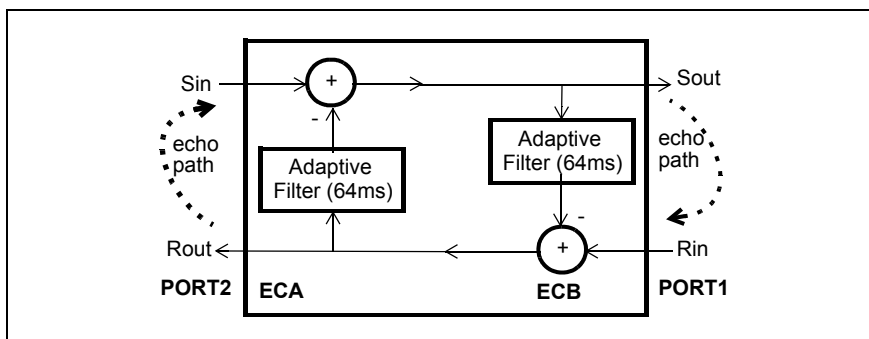 Sin
+
Sout
-
echo
path
Adaptive
Filter (64ms)
Adaptive
Filter (64ms)
echo
path
-
Rout
+
Rin
PORT2
ECA
ECB
PORT1